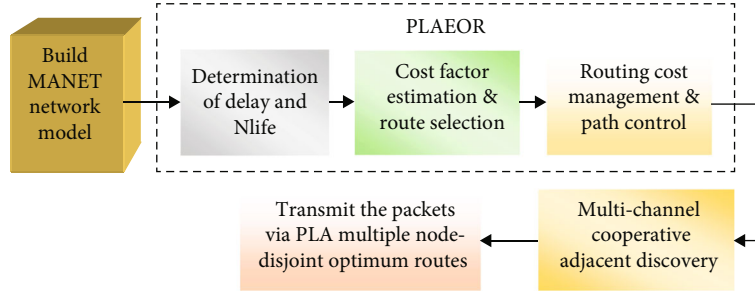 PLAEOR
Build
MANET
network
model
Determination
of delay and
Nlife
Cost factor
estimation &
route selection
Routing cost
management &
path control
Transmit the packets
via PLA multiple node-
disjoint optimum routes
Multi-channel
cooperative
adjacent discovery